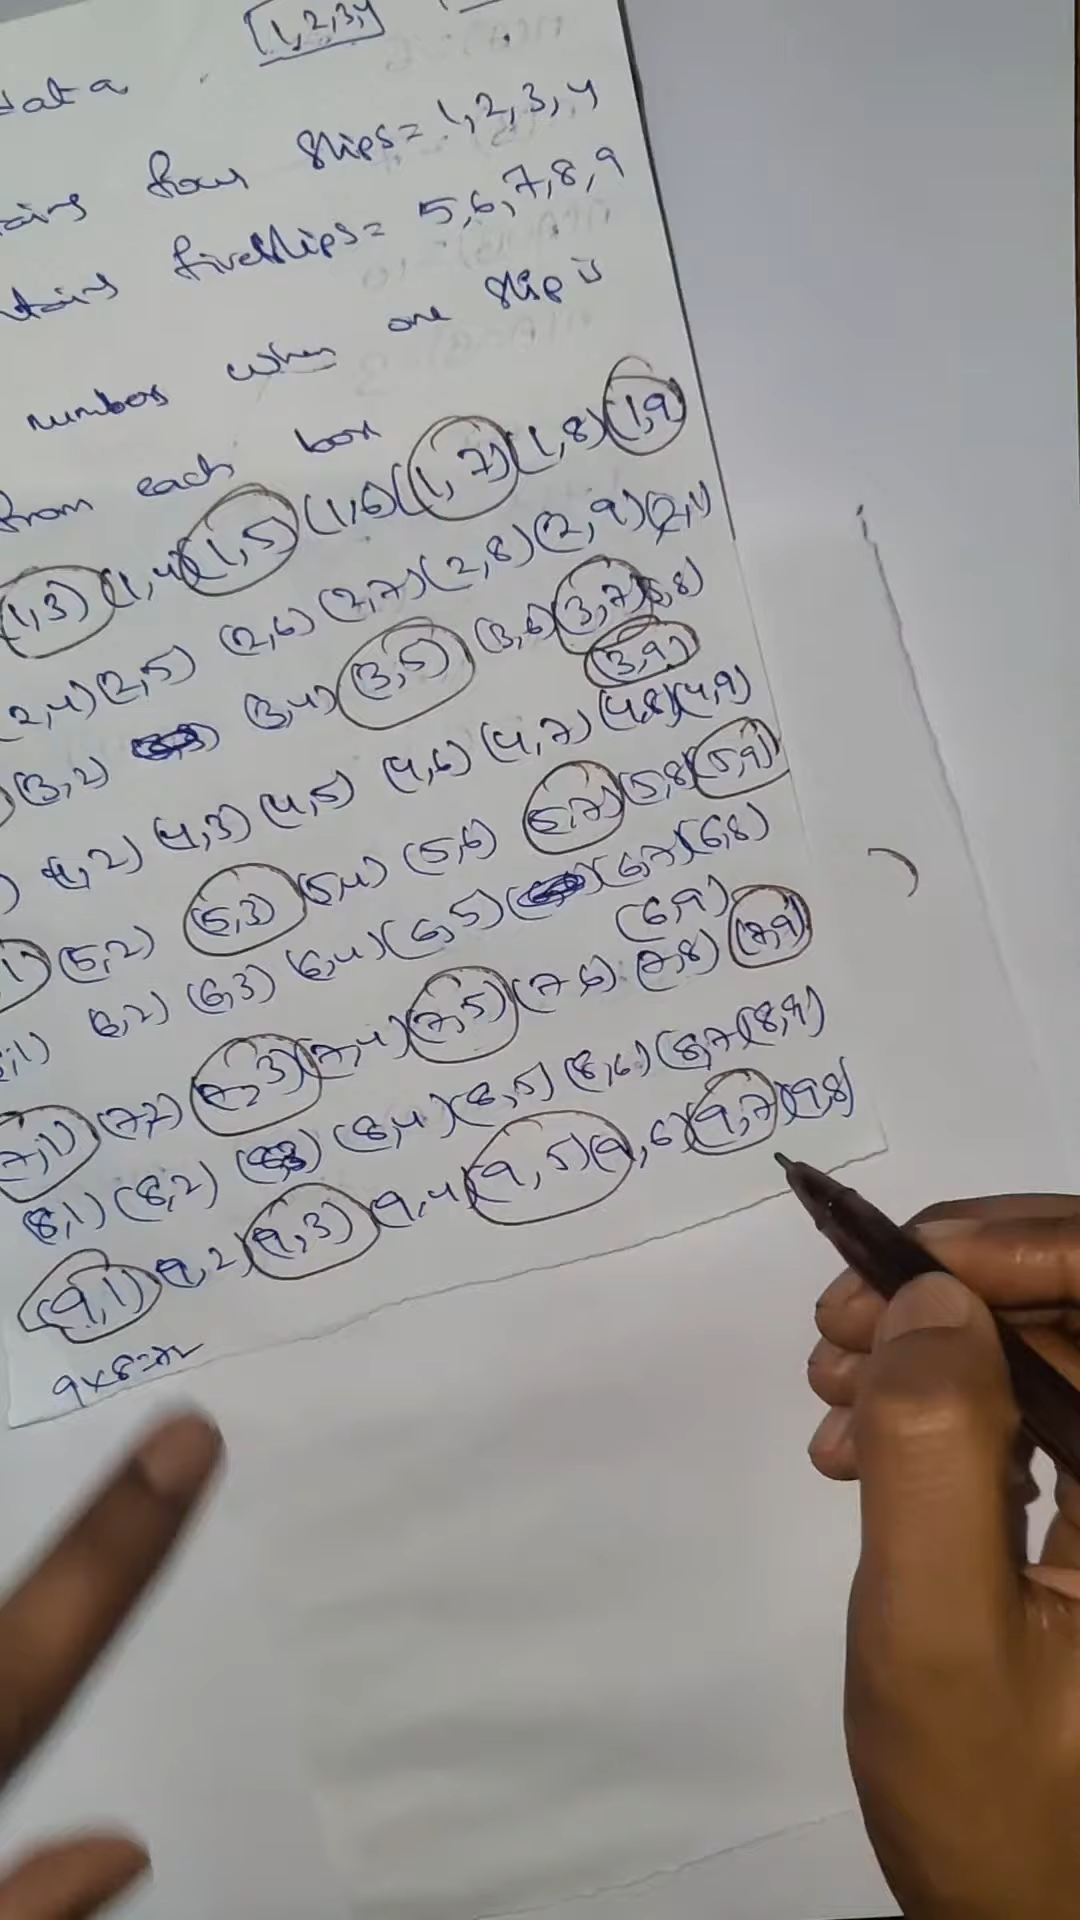 1,2,3,4
data
four slips= 1,2,3,4
five slips= 5,6,7,8,9
number when one slip is
from each box
1,3) (1,4) (1,5) (1,6) (1,7) (1,8) (1,9)
2,4) (2,5) (2,6) (2,7) (2,8) (2,9) (2,1)
(3,2) (3,4) (3,5) (3,6) (3,7) (3,8)
(3,9)
4,2) (4,3) (4,5) (4,6) (4,7) (4,8) (4,9)
1) (5,2) (5,3) (5,4) (5,6) (5,7) (5,8) (5,9)
,1) 6,2) (6,3) (6,4) (6,5) (6,7) (6,8)
(6,9)
7,1) (7,2) (7,3) (7,4) (7,5) (7,6) (7,8) (7,9)
8,1) (8,2) (8,3) (8,4) (8,5) (8,6) (8,7) (8,9)
(9,1) 9,2) (9,3) (9,4) (9,5) (9,6) (9,7) (9,8)
9×8=72